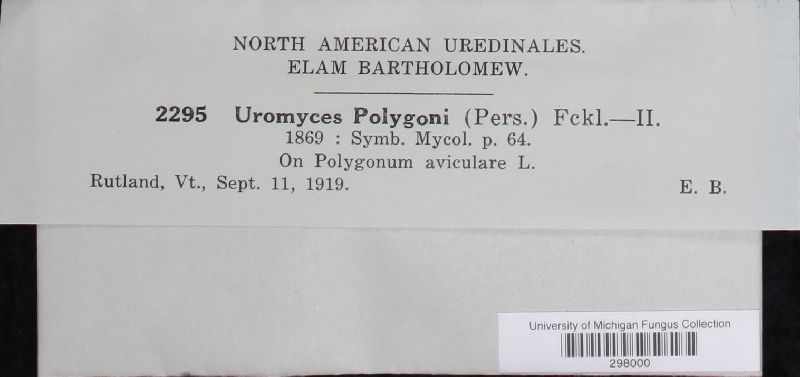 NORTH AMERICAN UREDINALES.
ELAM BARTHOLOMEW.
2295 Uromyces Polygoni (Pers.) Fckl.—II.
1869 : Symb. Mycol. p. 64.
On Polygonum aviculare L.
Rutland, Vt., Sept. 11, 1919. E. B.
University of Michigan Fungus Collection
298000